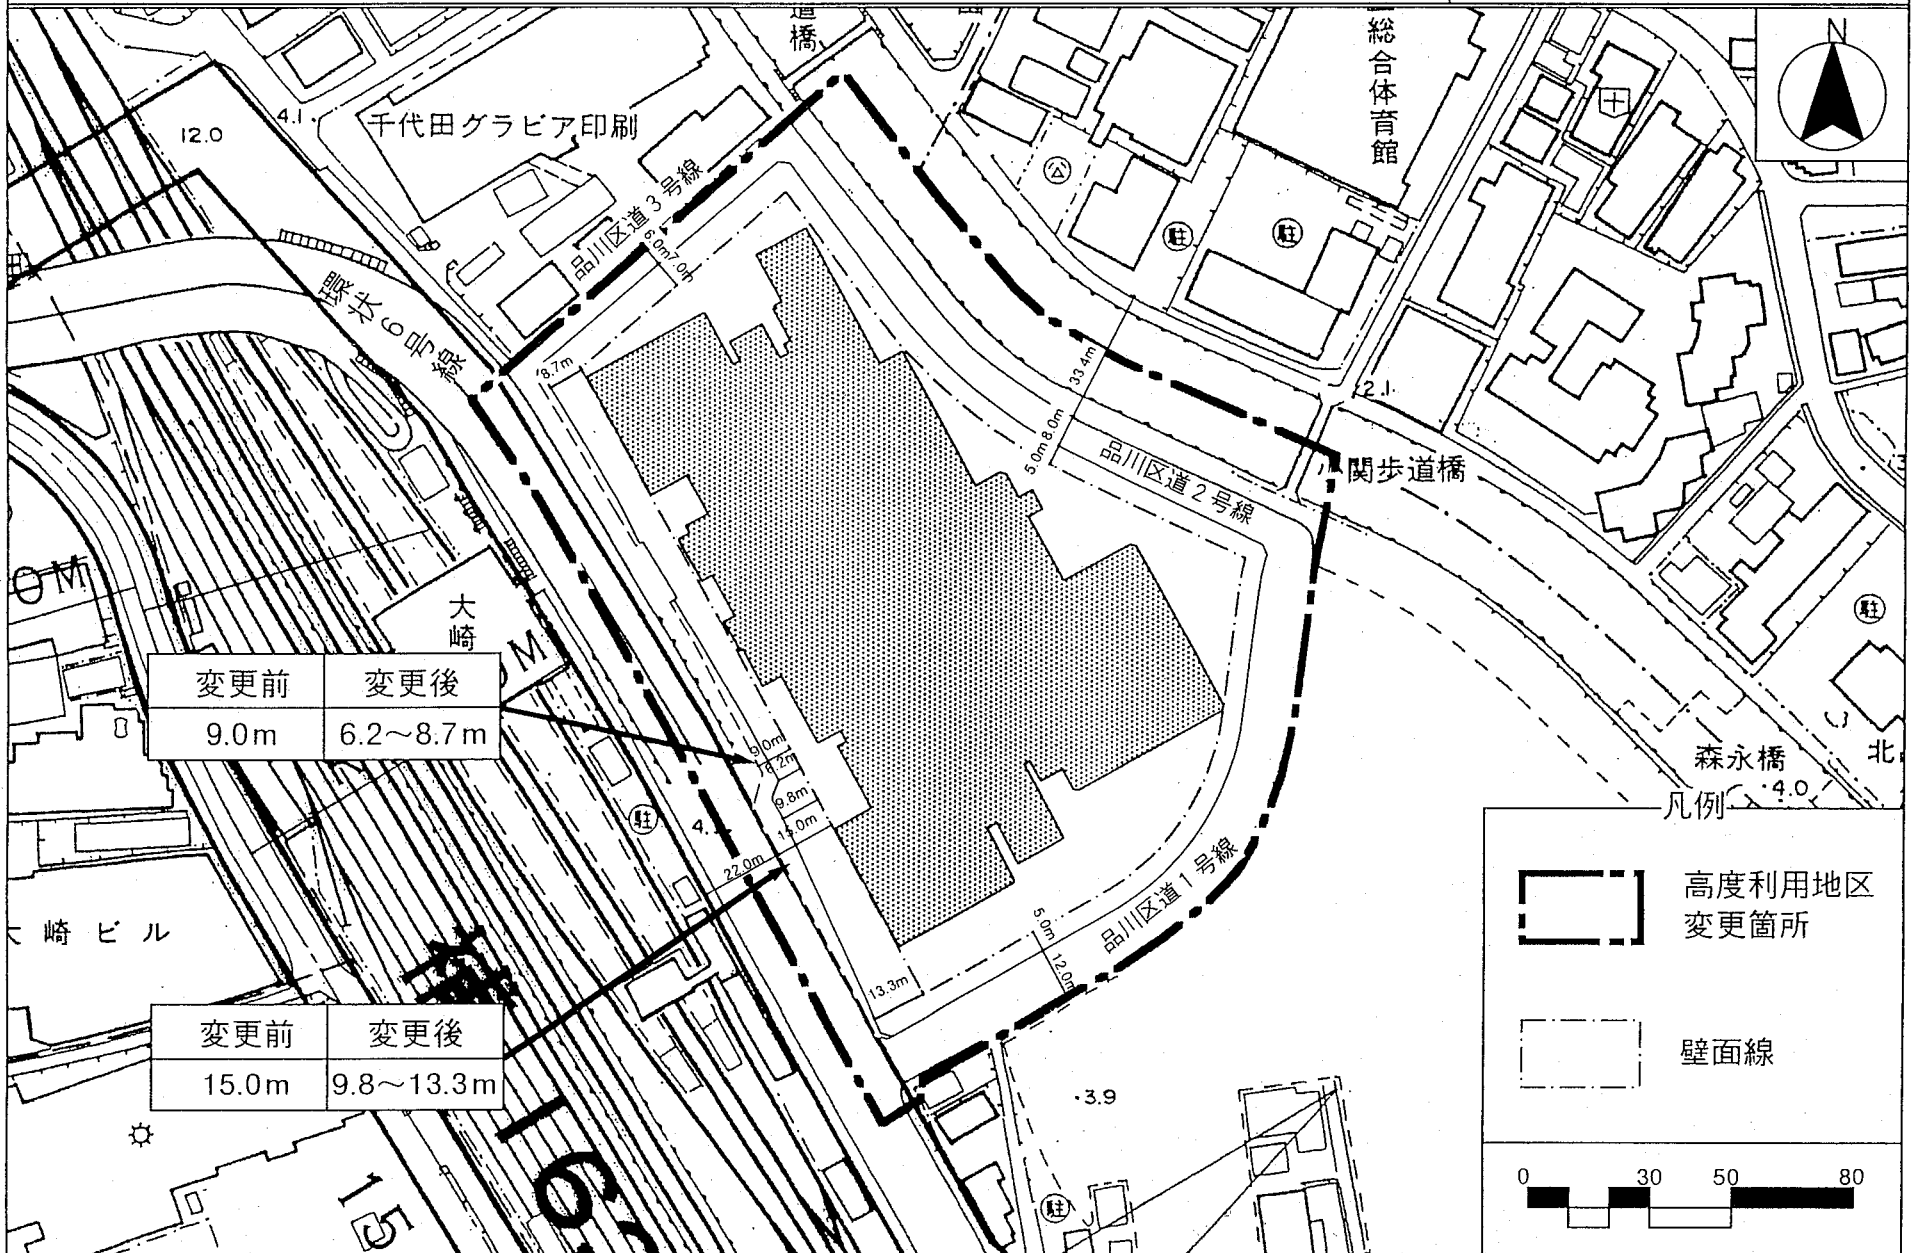 道橋
総合体育館
N
4.1
12.0
千代田グラビア印刷
品川区道3号線
6.0m
7.0m
駐
駐
環状6号線
8.7m
33.4m
8.0m
5.0m
2.1
品川区道2号線
関歩道橋
駐
大崎
変更前 変更後
9.0m 6.2〜8.7m
9.0m
6.2m
9.8m
15.0m
22.0m
駐
森永橋
4.0
北
凡例
高度利用地区
変更箇所
壁面線
崎ビル
品川区道1号線
5.0m
12.0m
13.3m
変更前 変更後
15.0m 9.8〜13.3m
3.9
駐
15
0 30 50 80